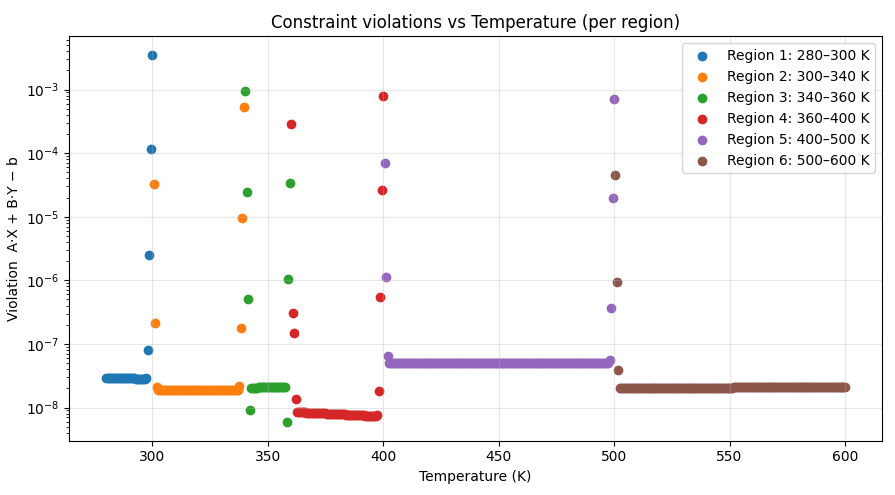 Constraint violations vs Temperature (per region)
Violation A·X + B·Y − b
10⁻³
10⁻⁴
10⁻⁵
10⁻⁶
10⁻⁷
10⁻⁸
Region 1: 280–300 K
Region 2: 300–340 K
Region 3: 340–360 K
Region 4: 360–400 K
Region 5: 400–500 K
Region 6: 500–600 K
300 350 400 450 500 550 600
Temperature (K)